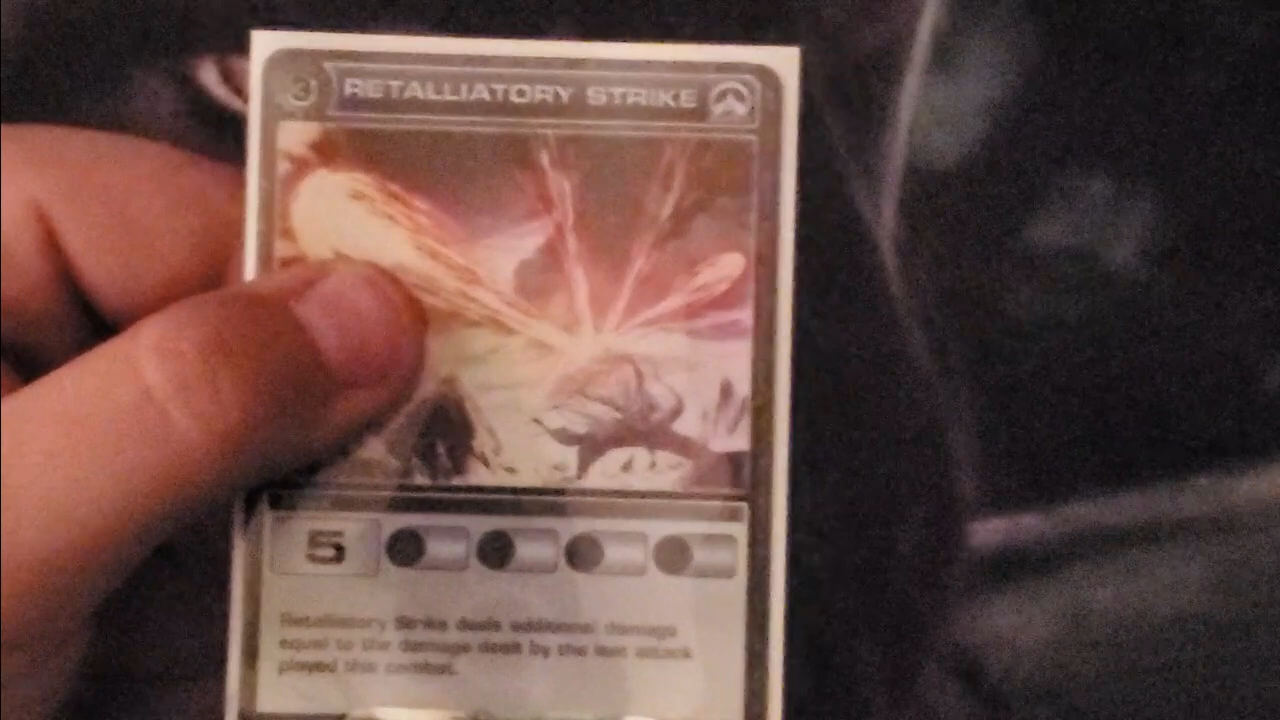 3 RETALLIATORY STRIKE
5
Retalliatory Strike deals additional damage
equal to the damage dealt by the last attack
played this combat.